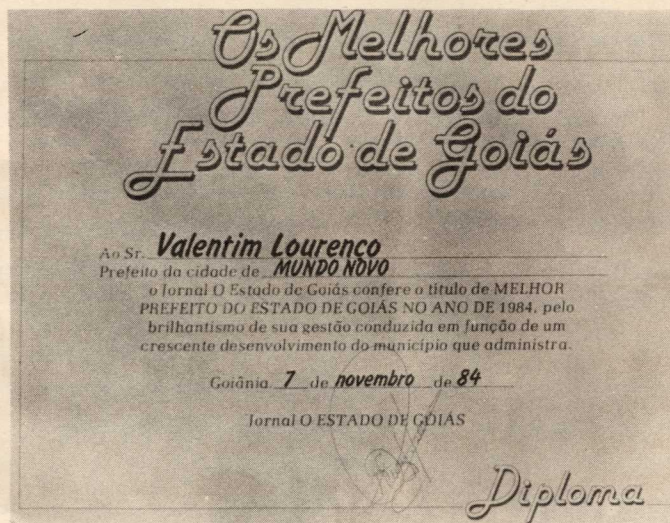 Os Melhores
Prefeitos do
Estado de Goiás
Ao Sr. Valentim Lourenço
Prefeito da cidade de MUNDO NOVO
o Jornal O Estado de Goiás confere o título de MELHOR
PREFEITO DO ESTADO DE GOIÁS NO ANO DE 1984, pelo
brilhantismo de sua gestão conduzida em função de um
crescente desenvolvimento do município que administra.
Goiânia 7 de novembro de 84
Jornal O ESTADO DE GOIÁS
Diploma